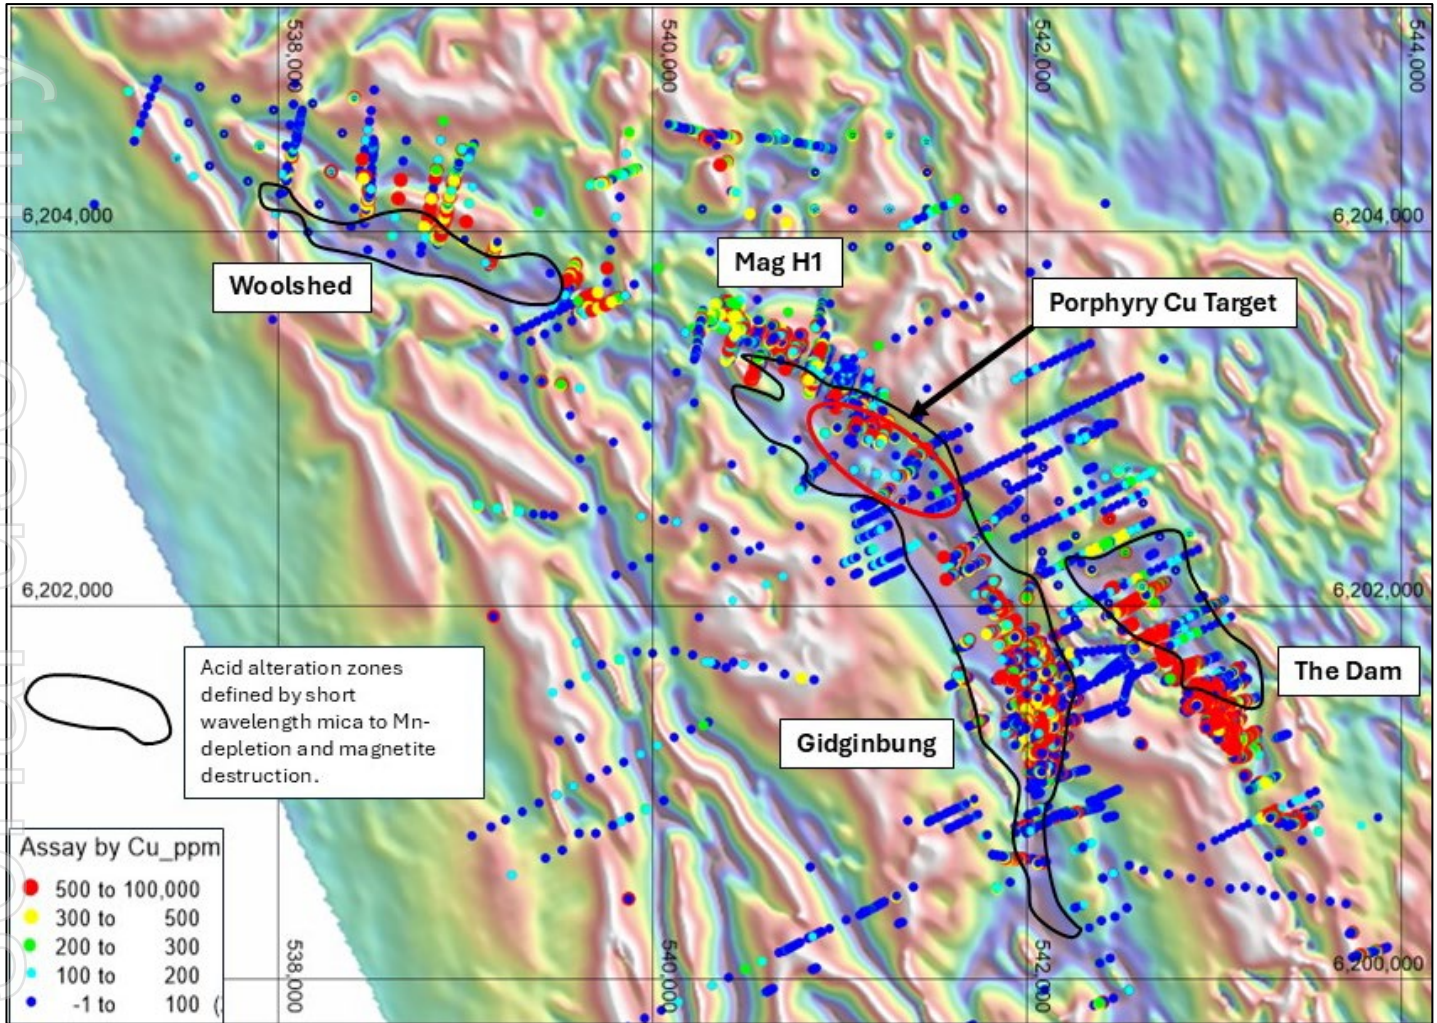 538,000
540,000
542,000
544,000
6,204,000
6,204,000
Mag H1
Woolshed
Porphyry Cu Target
6,202,000
6,202,000
The Dam
Acid alteration zones
defined by short
wavelength mica to Mn-
depletion and magnetite
destruction.
Gidginbung
Assay by Cu_ppm
500 to 100,000
300 to 500
200 to 300
100 to 200
-1 to 100 (
6,200,000
538,000
540,000
542,000